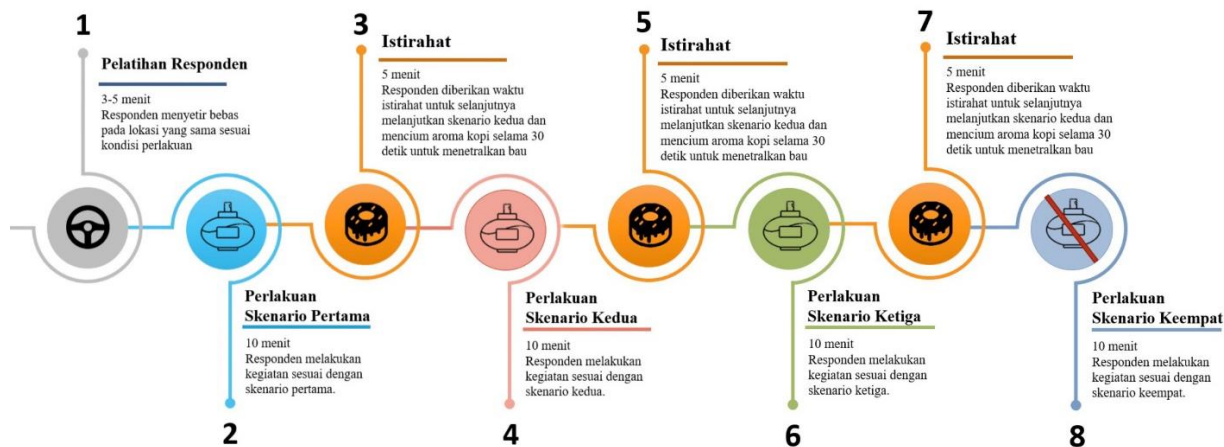 1
Pelatihan Responden
3-5 menit
Responden menyetir bebas
pada lokasi yang sama sesuai
kondisi perlakuan
Perlakuan
Skenario Pertama
10 menit
Responden melakukan
kegiatan sesuai dengan
skenario pertama.
2
3
Istirahat
5 menit
Responden diberikan waktu
istirahat untuk selanjutnya
melanjutkan skenario kedua dan
mencium aroma kopi selama 30
detik untuk menetralkan bau
Perlakuan
Skenario Kedua
10 menit
Responden melakukan
kegiatan sesuai dengan
skenario kedua.
4
5
Istirahat
5 menit
Responden diberikan waktu
istirahat untuk selanjutnya
melanjutkan skenario kedua dan
mencium aroma kopi selama 30
detik untuk menetralkan bau
Perlakuan
Skenario Ketiga
10 menit
Responden melakukan
kegiatan sesuai dengan
skenario ketiga.
6
7
Istirahat
5 menit
Responden diberikan waktu
istirahat untuk selanjutnya
melanjutkan skenario kedua dan
mencium aroma kopi selama 30
detik untuk menetralkan bau
Perlakuan
Skenario Keempat
10 menit
Responden melakukan
kegiatan sesuai dengan
skenario keempat.
8